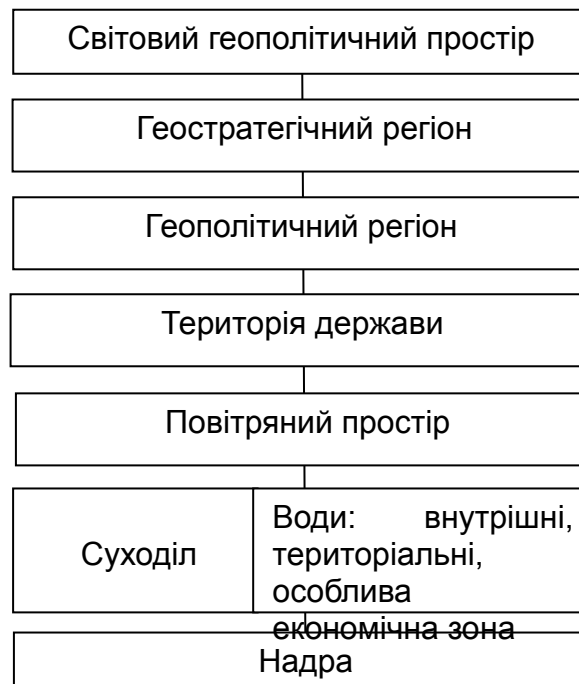 Світовий геополітичний простір
Геостратегічний регіон
Геополітичний регіон
Територія держави
Повітряний простір
Суходіл
Води: внутрішні,
територіальні,
особлива
економічна зона
Надра